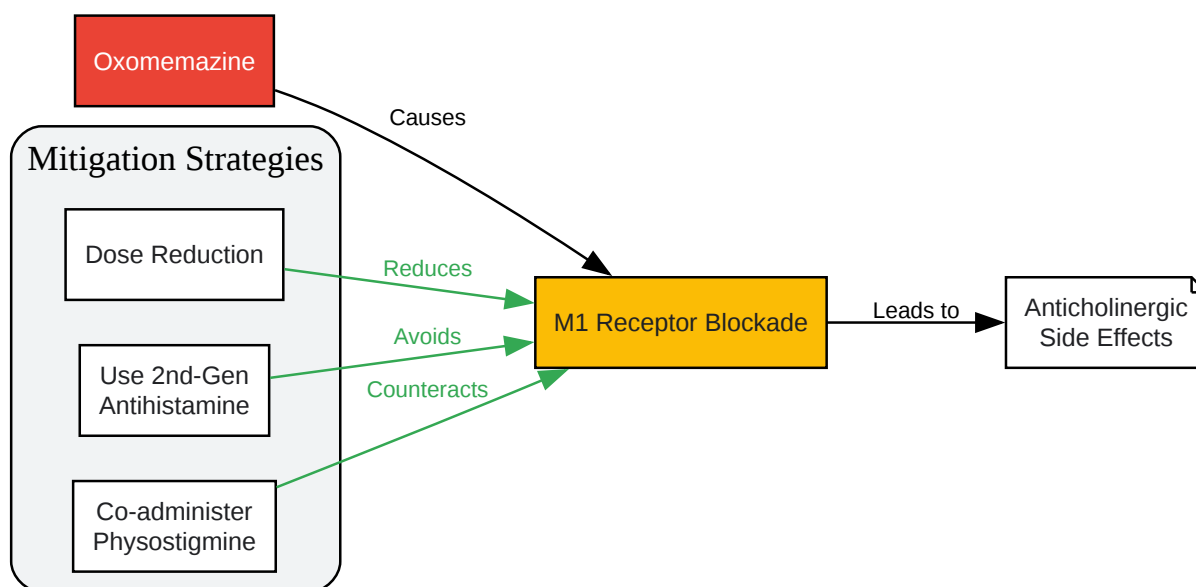 Oxomemazine
Causes
Mitigation Strategies
Dose Reduction
Reduces
Use 2nd-Gen
Antihistamine
Avoids
Co-administer
Physostigmine
Counteracts
M1 Receptor Blockade
Leads to
Anticholinergic
Side Effects